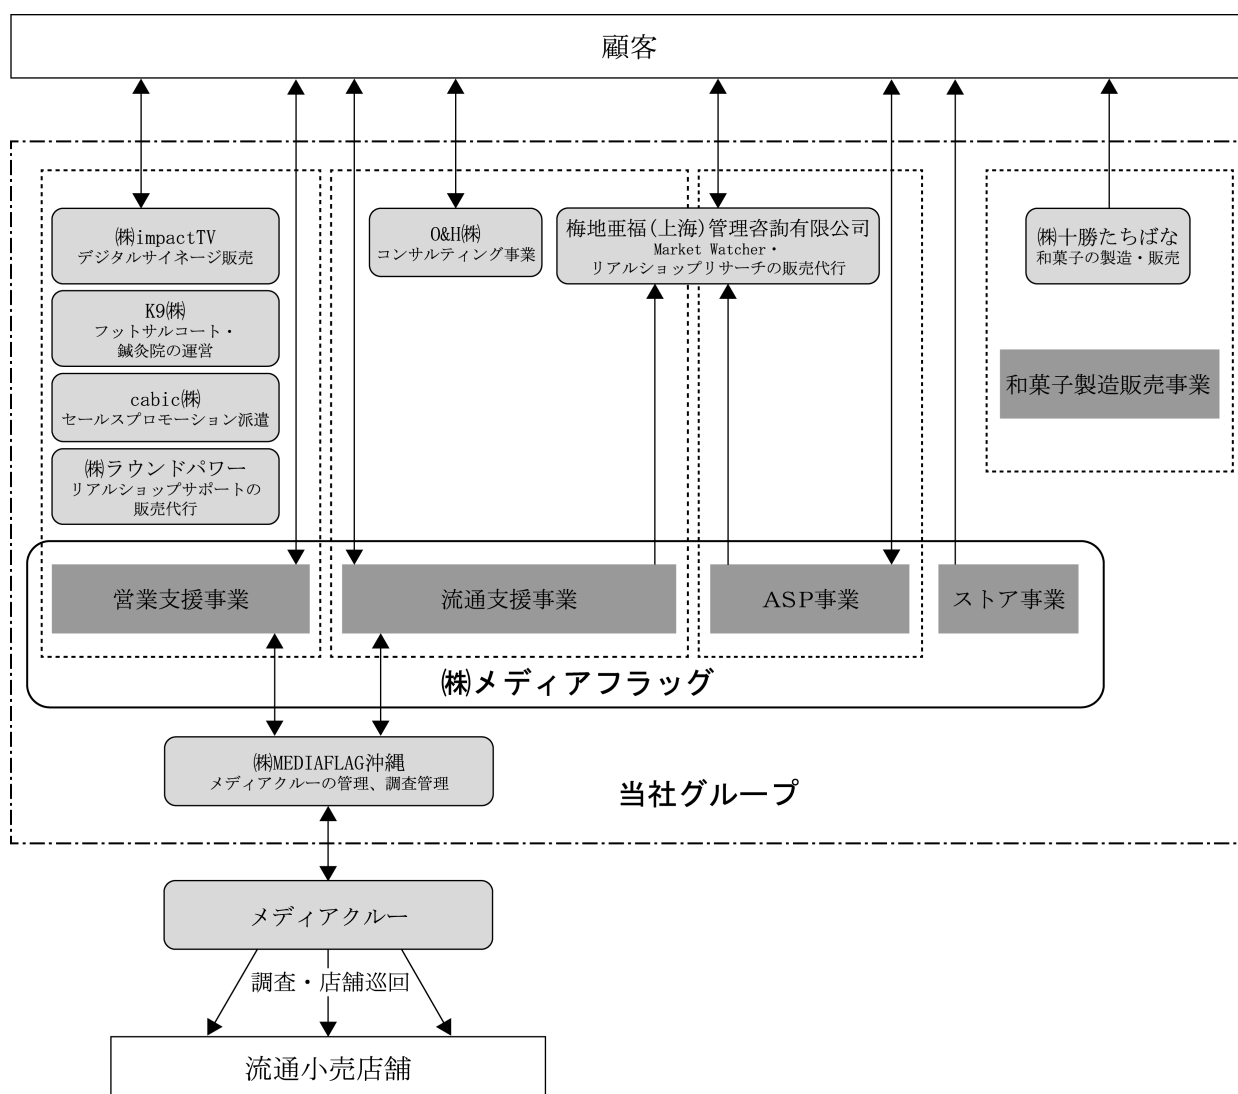 顧客
㈱impactTV
デジタルサイネージ販売
K9㈱
フットサルコート・
鍼灸院の運営
cabic㈱
セールスプロモーション派遣
㈱ラウンドパワー
リアルショップサポートの
販売代行
O&H㈱
コンサルティング事業
梅地亜福(上海)管理咨詢有限公司
Market Watcher・
リアルショップリサーチの販売代行
㈱十勝たちばな
和菓子の製造・販売
和菓子製造販売事業
営業支援事業
流通支援事業
ASP事業
ストア事業
㈱メディアフラッグ
㈱MEDIAFLAG沖縄
メディアクルーの管理、調査管理
当社グループ
メディアクルー
調査・店舗巡回
流通小売店舗